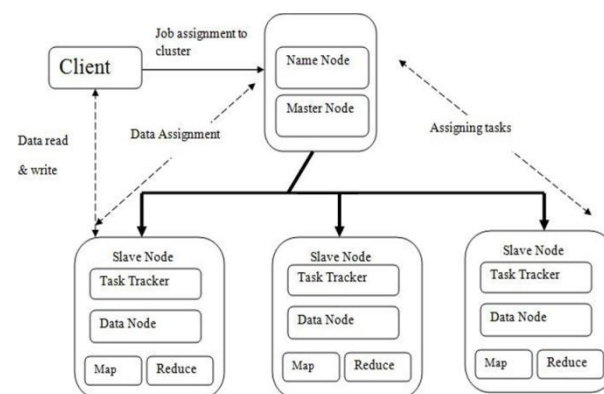 Job assignment to
cluster
Client
Name Node
Master Node
Data read
& write
Data Assignment
Assigning tasks
Slave Node
Task Tracker
Data Node
Map
Reduce
Slave Node
Task Tracker
Data Node
Map
Reduce
Slave Node
Task Tracker
Data Node
Map
Reduce